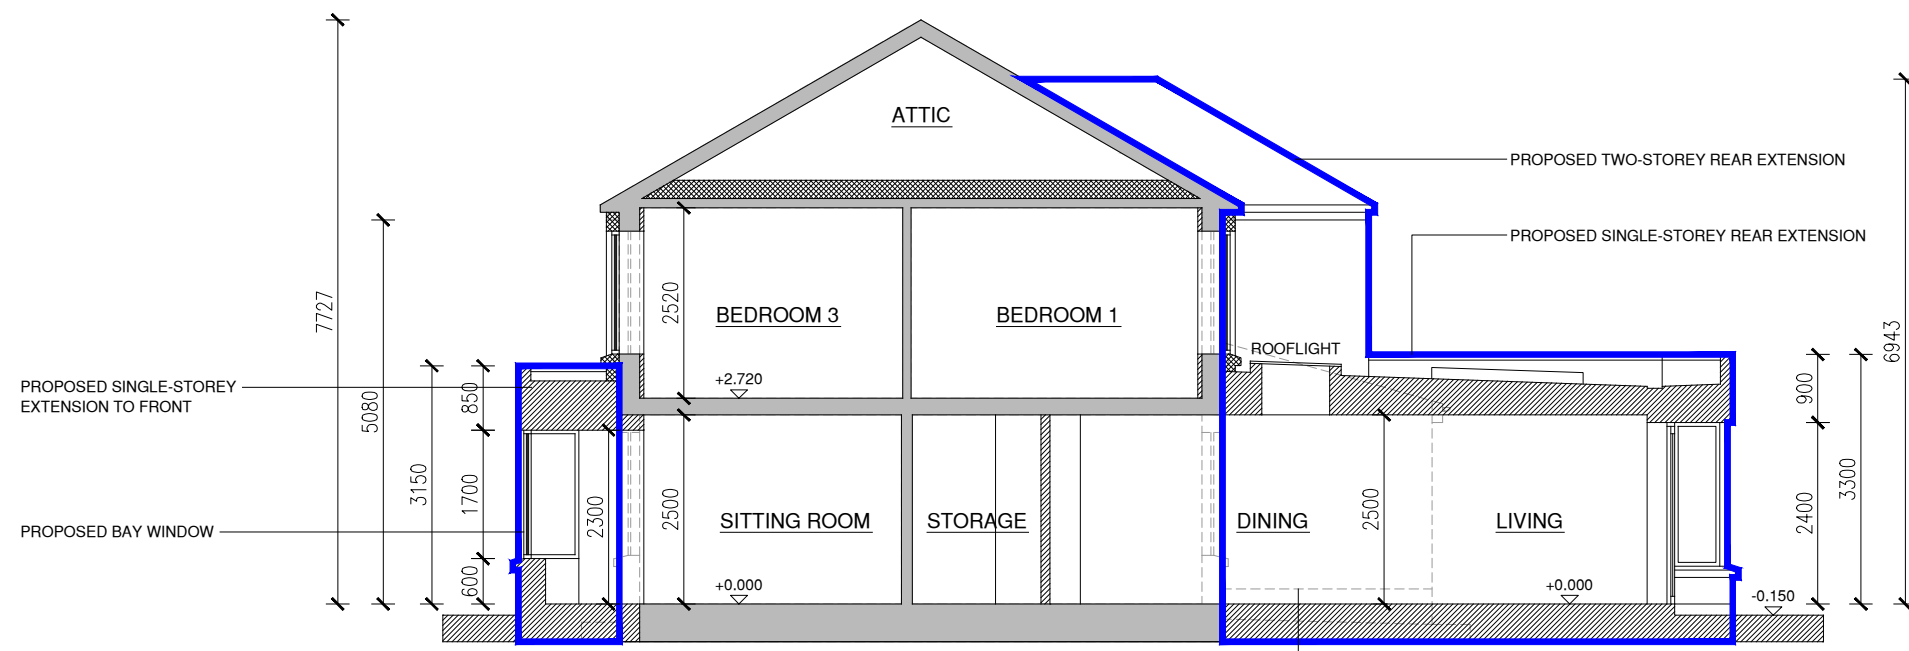 ATTIC
PROPOSED TWO-STOREY REAR EXTENSION
PROPOSED SINGLE-STOREY REAR EXTENSION
7727
5080
2520
BEDROOM 3
BEDROOM 1
6943
ROOFLIGHT
+2.720
PROPOSED SINGLE-STOREY
EXTENSION TO FRONT
850
900
3150
1700
2300
2500
SITTING ROOM
STORAGE
DINING
2500
LIVING
2400
3300
PROPOSED BAY WINDOW
600
+0.000
+0.000
-0.150